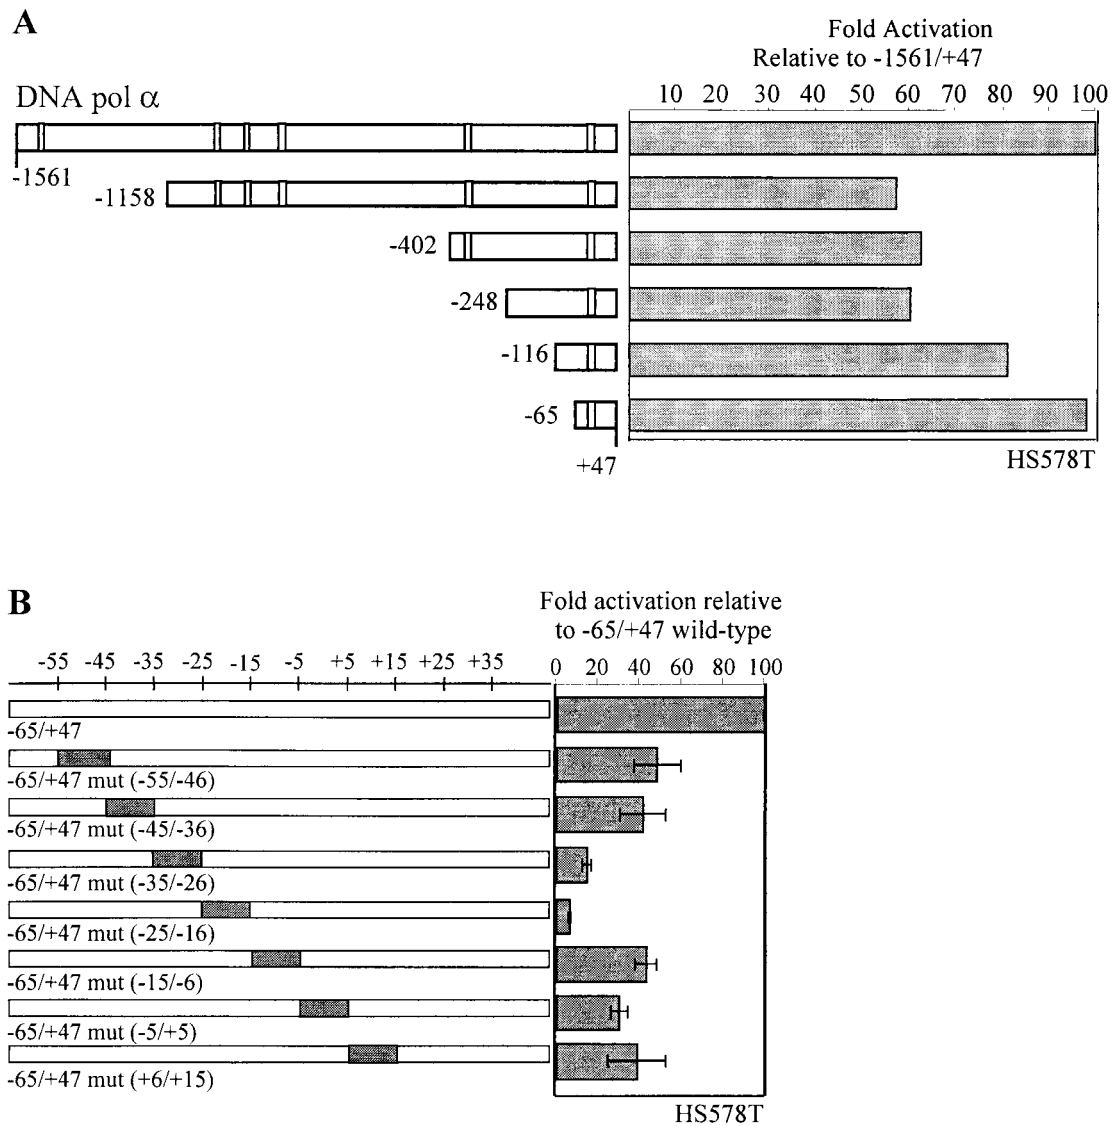 A
Fold Activation
Relative to -1561/+47
DNA pol α
10 20 30 40 50 60 70 80 90 100
-1561
-1158
-402
-248
-116
-65
+47
HS578T
B
Fold activation relative
to -65/+47 wild-type
-55 -45 -35 -25 -15 -5 +5 +15 +25 +35
0 20 40 60 80 100
-65/+47
-65/+47 mut (-55/-46)
-65/+47 mut (-45/-36)
-65/+47 mut (-35/-26)
-65/+47 mut (-25/-16)
-65/+47 mut (-15/-6)
-65/+47 mut (-5/+5)
-65/+47 mut (+6/+15)
HS578T